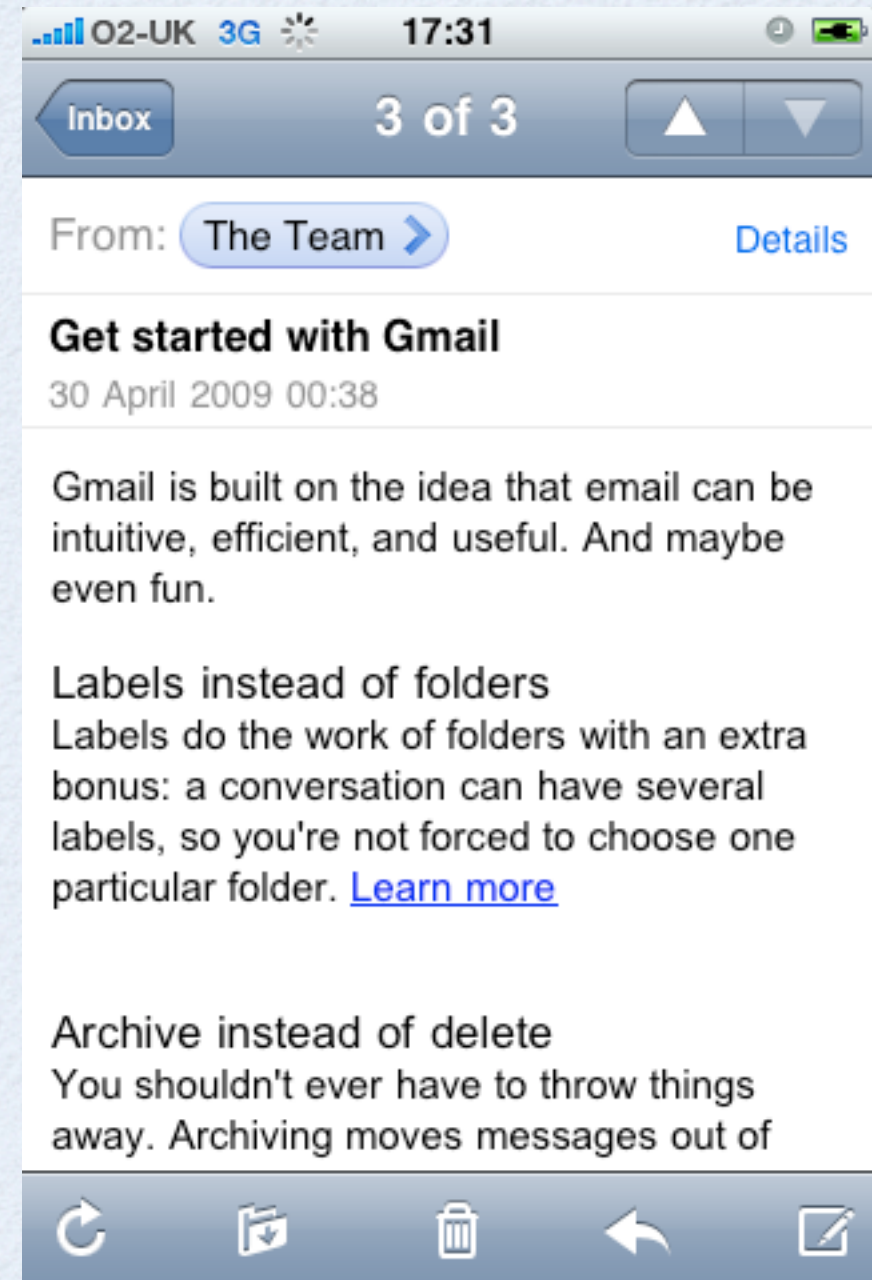 O2-UK 3G 17:31
Inbox 3 of 3
From: The Team Details
Get started with Gmail
30 April 2009 00:38
Gmail is built on the idea that email can be
intuitive, efficient, and useful. And maybe
even fun.
Labels instead of folders
Labels do the work of folders with an extra
bonus: a conversation can have several
labels, so you're not forced to choose one
particular folder. Learn more
Archive instead of delete
You shouldn't ever have to throw things
away. Archiving moves messages out of